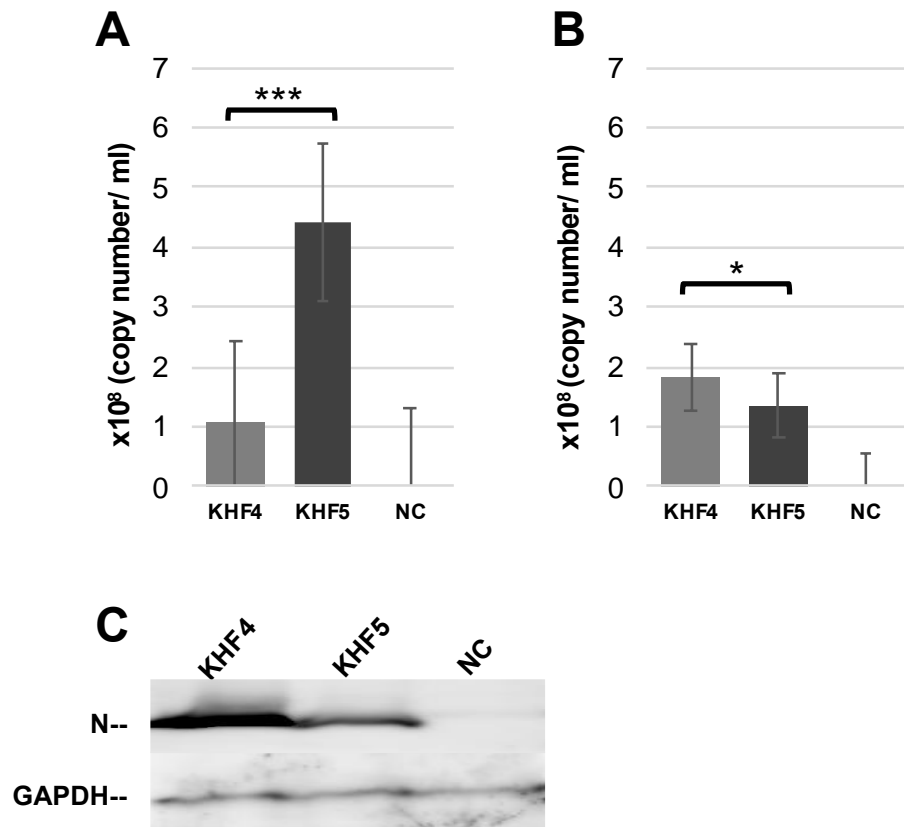 A
7
6
5
4
3
2
1
0
x10⁸ (copy number/ ml)
***
KHF4 KHF5 NC
B
7
6
5
4
3
2
1
0
x10⁸ (copy number/ ml)
*
KHF4 KHF5 NC
C
KHF4 KHF5 NC
N--
GAPDH--